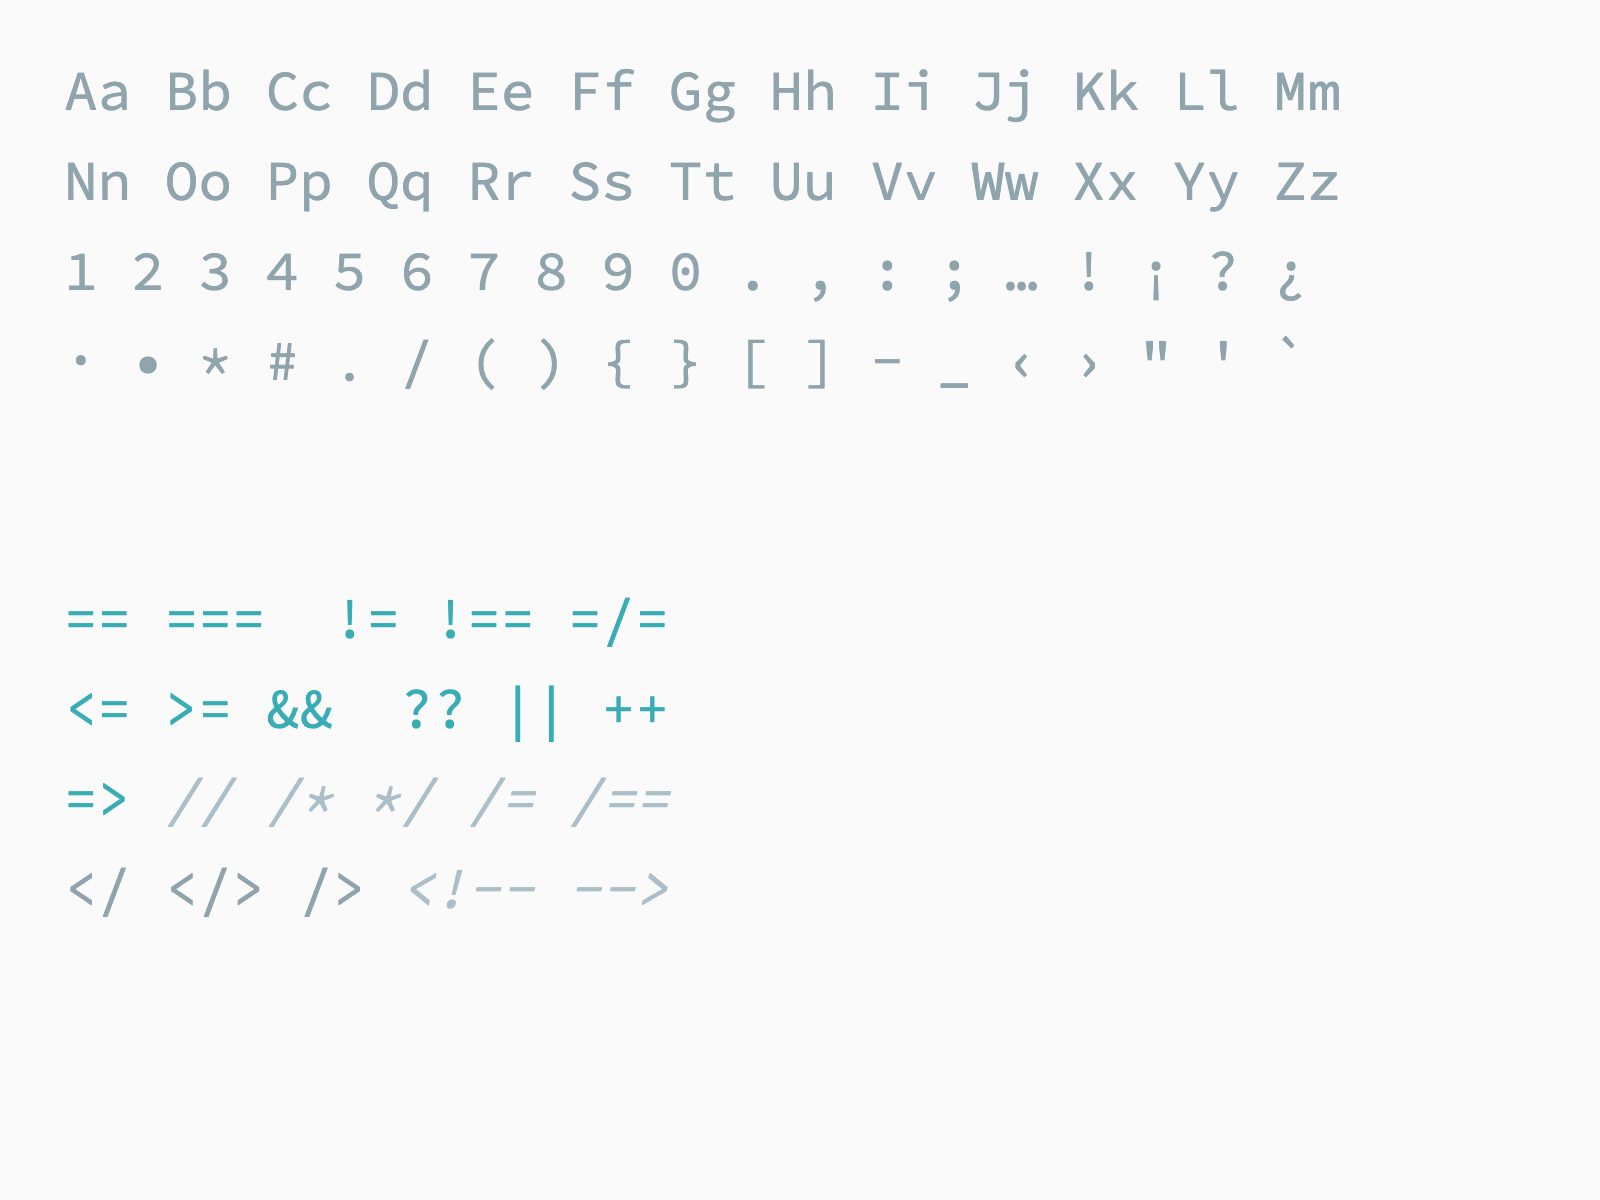 Aa Bb Cc Dd Ee Ff Gg Hh Ii Jj Kk Ll Mm
Nn Oo Pp Qq Rr Ss Tt Uu Vv Ww Xx Yy Zz
1 2 3 4 5 6 7 8 9 0 . , : ; … ! ¡ ? ¿
· • * # . / ( ) { } [ ] - _ ‹ › " ' `
== ===  != !== =/=
<= >= &&  ?? || ++
=> // /* */ /= /==
</ </> /> <!-- -->